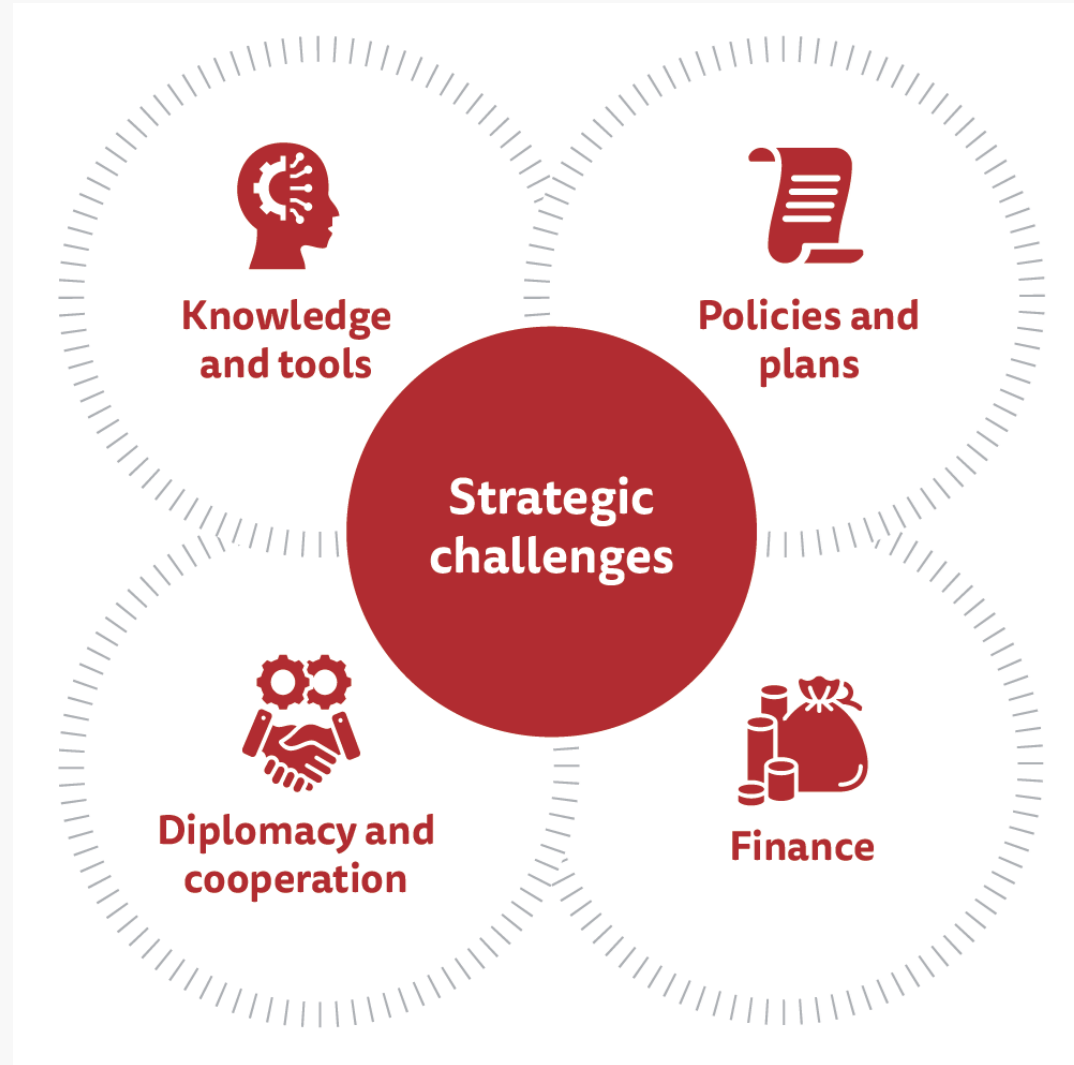 Knowledge
and tools
Policies and
plans
Strategic
challenges
Diplomacy and
cooperation
Finance